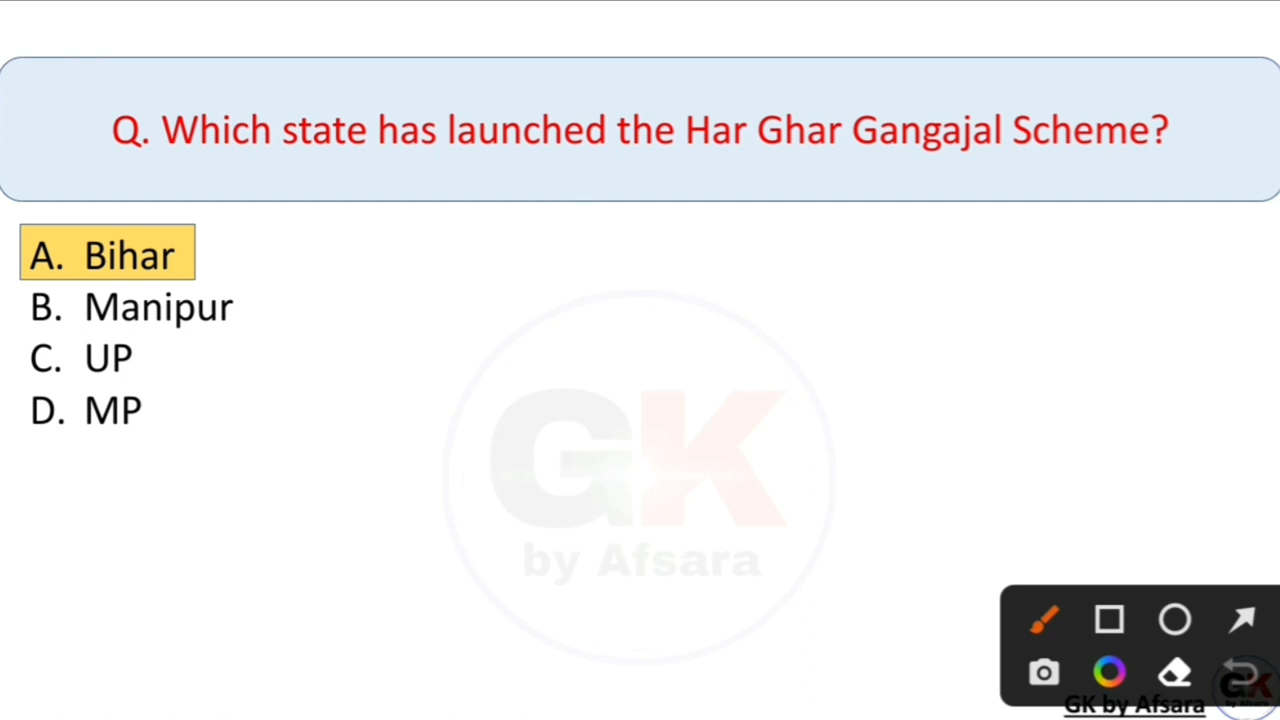 Q. Which state has launched the Har Ghar Gangajal Scheme?
A. Bihar
B. Manipur
C. UP
D. MP
GK
by Afsara
GK by Afsara
GK